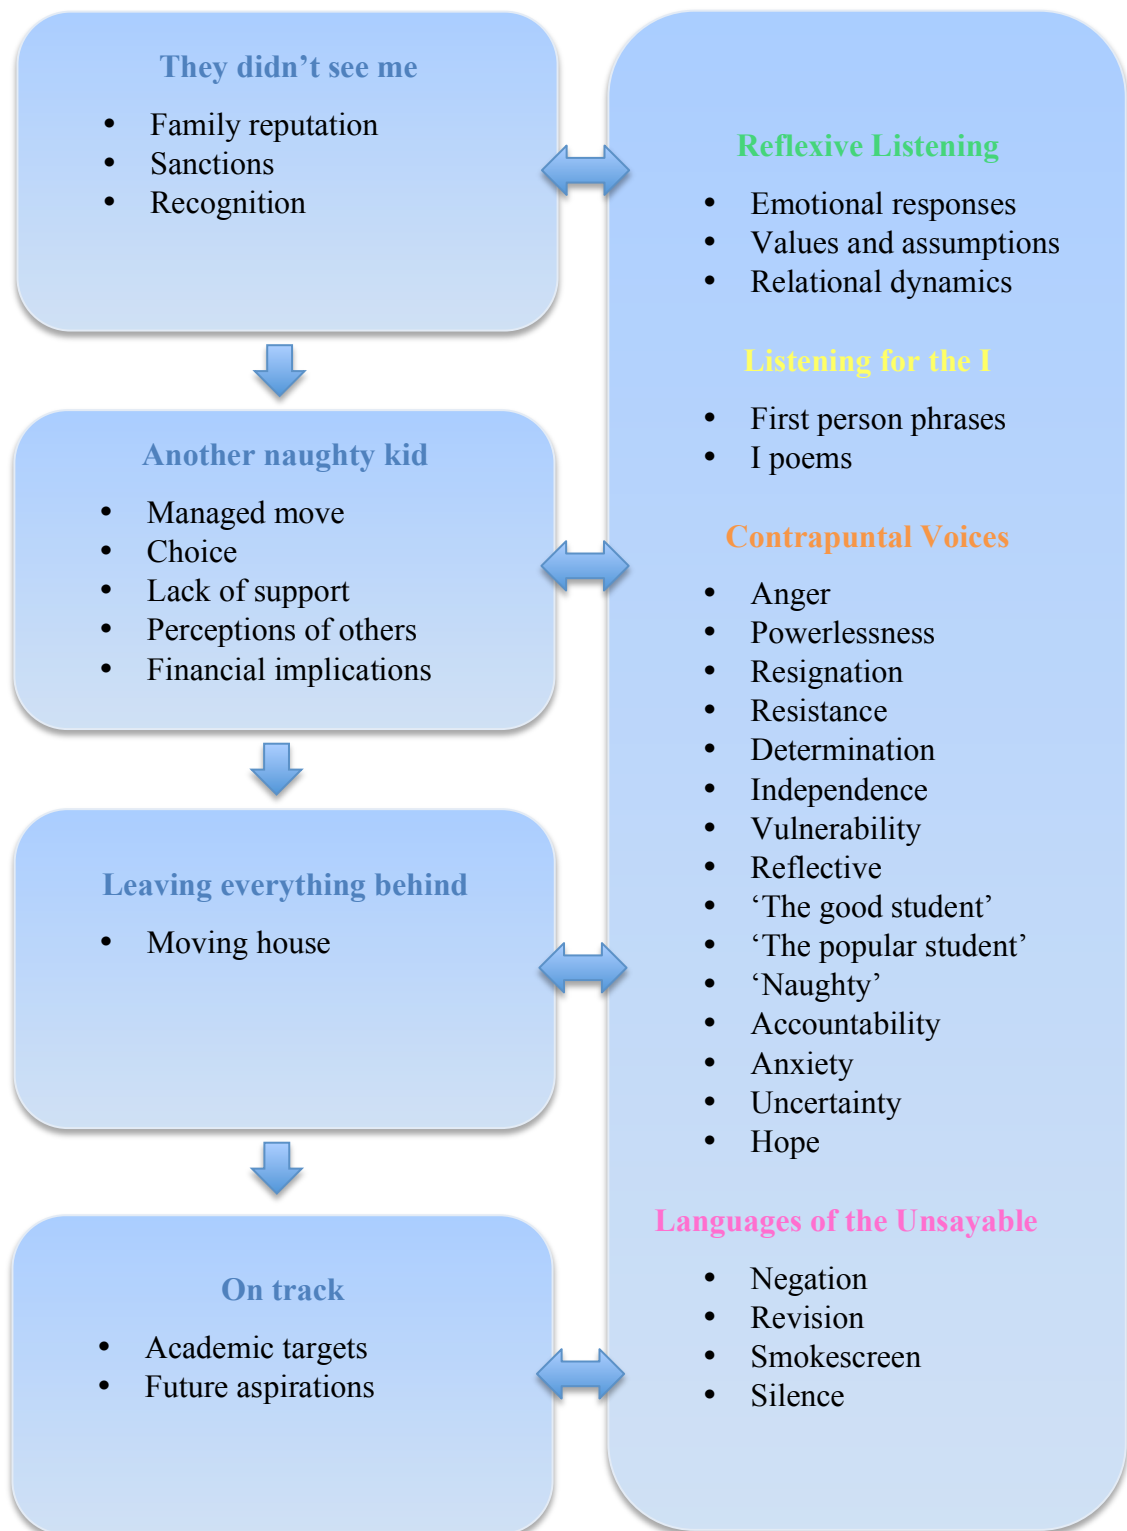 They didn’t see me
• Family reputation
• Sanctions
• Recognition
Another naughty kid
• Managed move
• Choice
• Lack of support
• Perceptions of others
• Financial implications
Leaving everything behind
• Moving house
On track
• Academic targets
• Future aspirations
Reflexive Listening
• Emotional responses
• Values and assumptions
• Relational dynamics
Listening for the I
• First person phrases
• I poems
Contrapuntal Voices
• Anger
• Powerlessness
• Resignation
• Resistance
• Determination
• Independence
• Vulnerability
• Reflective
• ‘The good student’
• ‘The popular student’
• ‘Naughty’
• Accountability
• Anxiety
• Uncertainty
• Hope
Languages of the Unsayable
• Negation
• Revision
• Smokescreen
• Silence